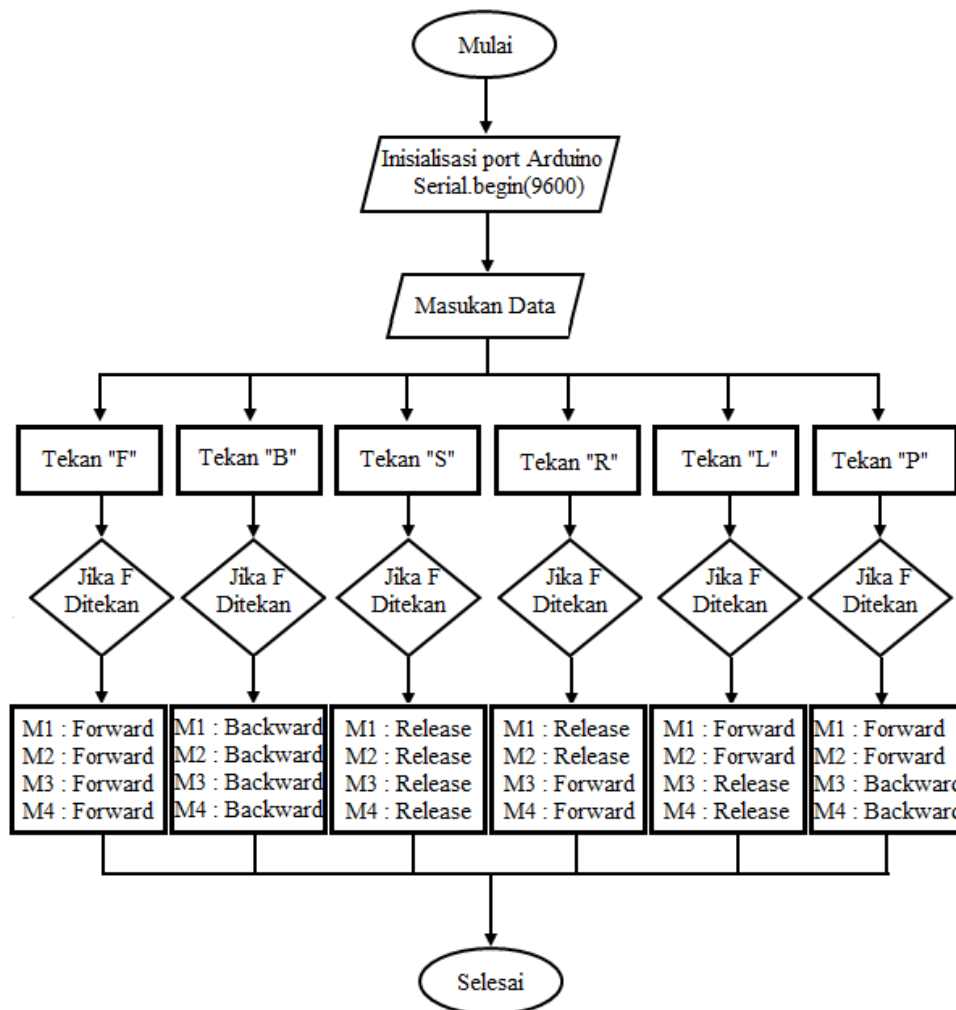 Mulai
Inisialisasi port Arduino
Serial.begin(9600)
Masukan Data
Tekan "F"
Tekan "B"
Tekan "S"
Tekan "R"
Tekan "L"
Tekan "P"
Jika F
Ditekan
Jika F
Ditekan
Jika F
Ditekan
Jika F
Ditekan
Jika F
Ditekan
Jika F
Ditekan
M1 : Forward
M2 : Forward
M3 : Forward
M4 : Forward
M1 : Backward
M2 : Backward
M3 : Backward
M4 : Backward
M1 : Release
M2 : Release
M3 : Release
M4 : Release
M1 : Release
M2 : Release
M3 : Forward
M4 : Forward
M1 : Forward
M2 : Forward
M3 : Release
M4 : Release
M1 : Forward
M2 : Forward
M3 : Backward
M4 : Backward
Selesai